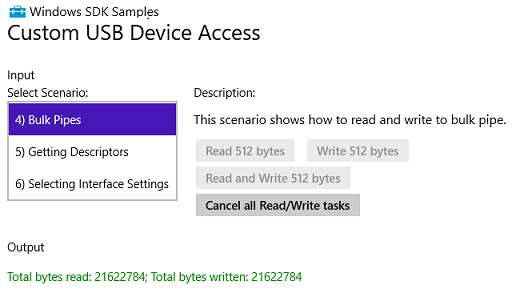 Windows SDK Samples
Custom USB Device Access
Input
Select Scenario:
4) Bulk Pipes
5) Getting Descriptors
6) Selecting Interface Settings
Description:
This scenario shows how to read and write to bulk pipe.
Read 512 bytes
Write 512 bytes
Read and Write 512 bytes
Cancel all Read/Write tasks
Output
Total bytes read: 21622784; Total bytes written: 21622784